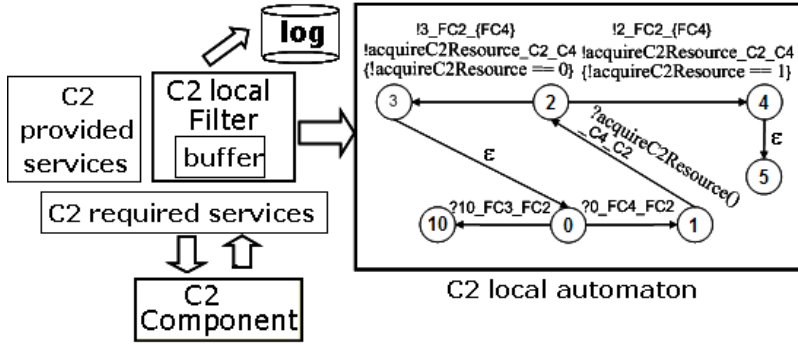 log
C2
provided
services
C2 local
Filter
buffer
C2 required services
C2
Component
!3_FC2_{FC4}
!acquireC2Resource_C2_C4
{!acquireC2Resource == 0}
!2_FC2_{FC4}
!acquireC2Resource_C2_C4
{!acquireC2Resource == 1}
3
2
4
?acquireC2Resource()
_C4_C2
ε
ε
5
10
?10_FC3_FC2
0
?0_FC4_FC2
1
C2 local automaton